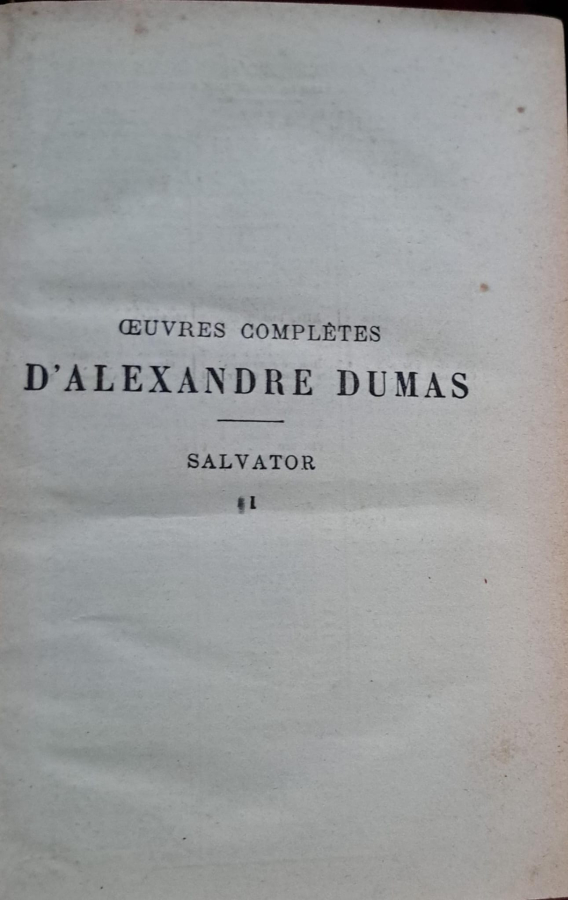 ŒUVRES COMPLÈTES
D'ALEXANDRE DUMAS
SALVATOR
I